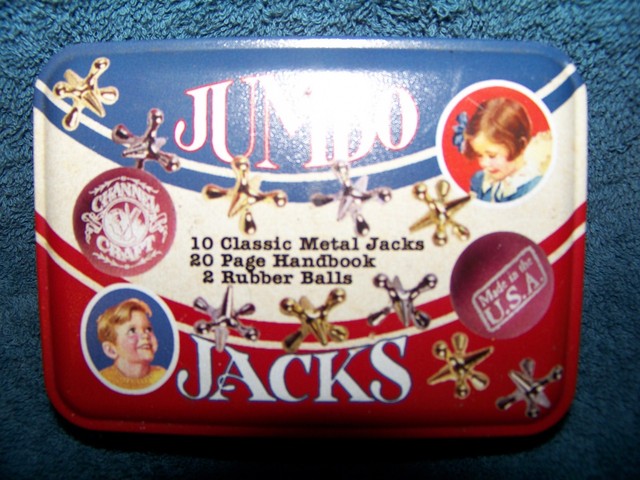 JUMBO
CHANNEL
CRAFT
10 Classic Metal Jacks
20 Page Handbook
2 Rubber Balls
Made in the
U.S.A.
JACKS